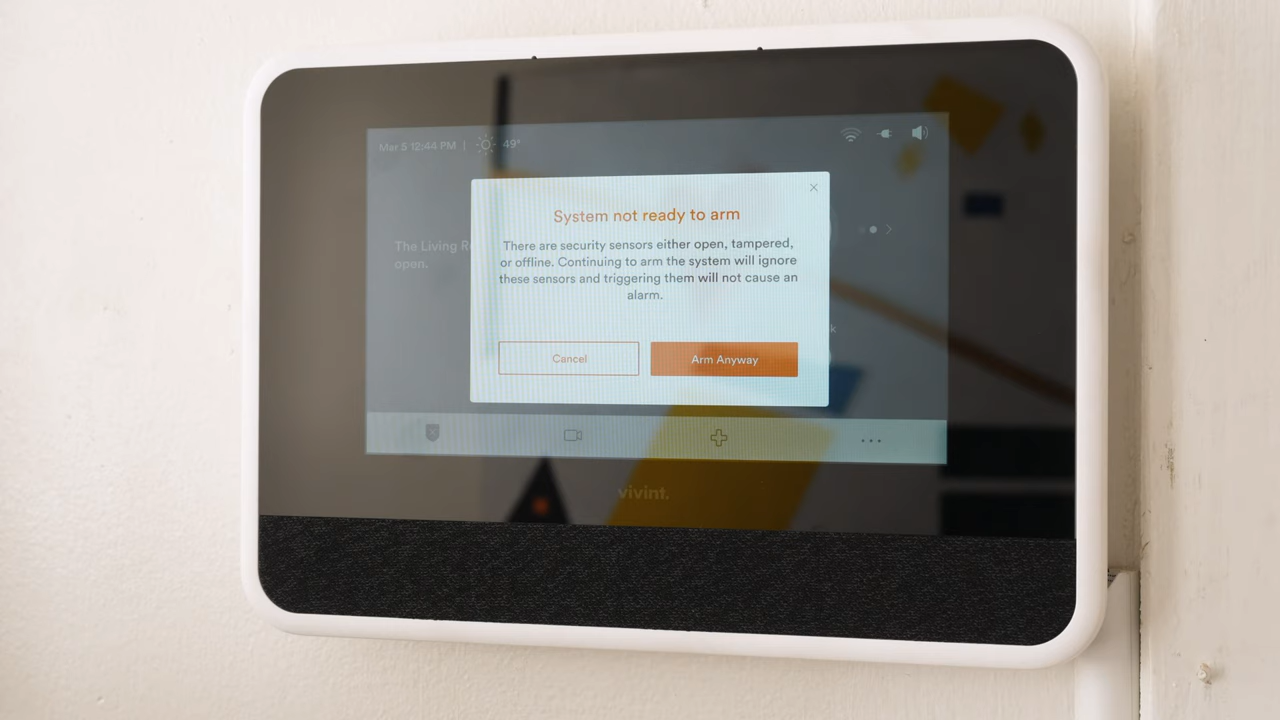 Mar 5 12:44 PM | 49°
System not ready to arm
There are security sensors either open, tampered,
or offline. Continuing to arm the system will ignore
these sensors and triggering them will not cause an
alarm.
The Living
open.
Cancel
Arm Anyway
vivint.